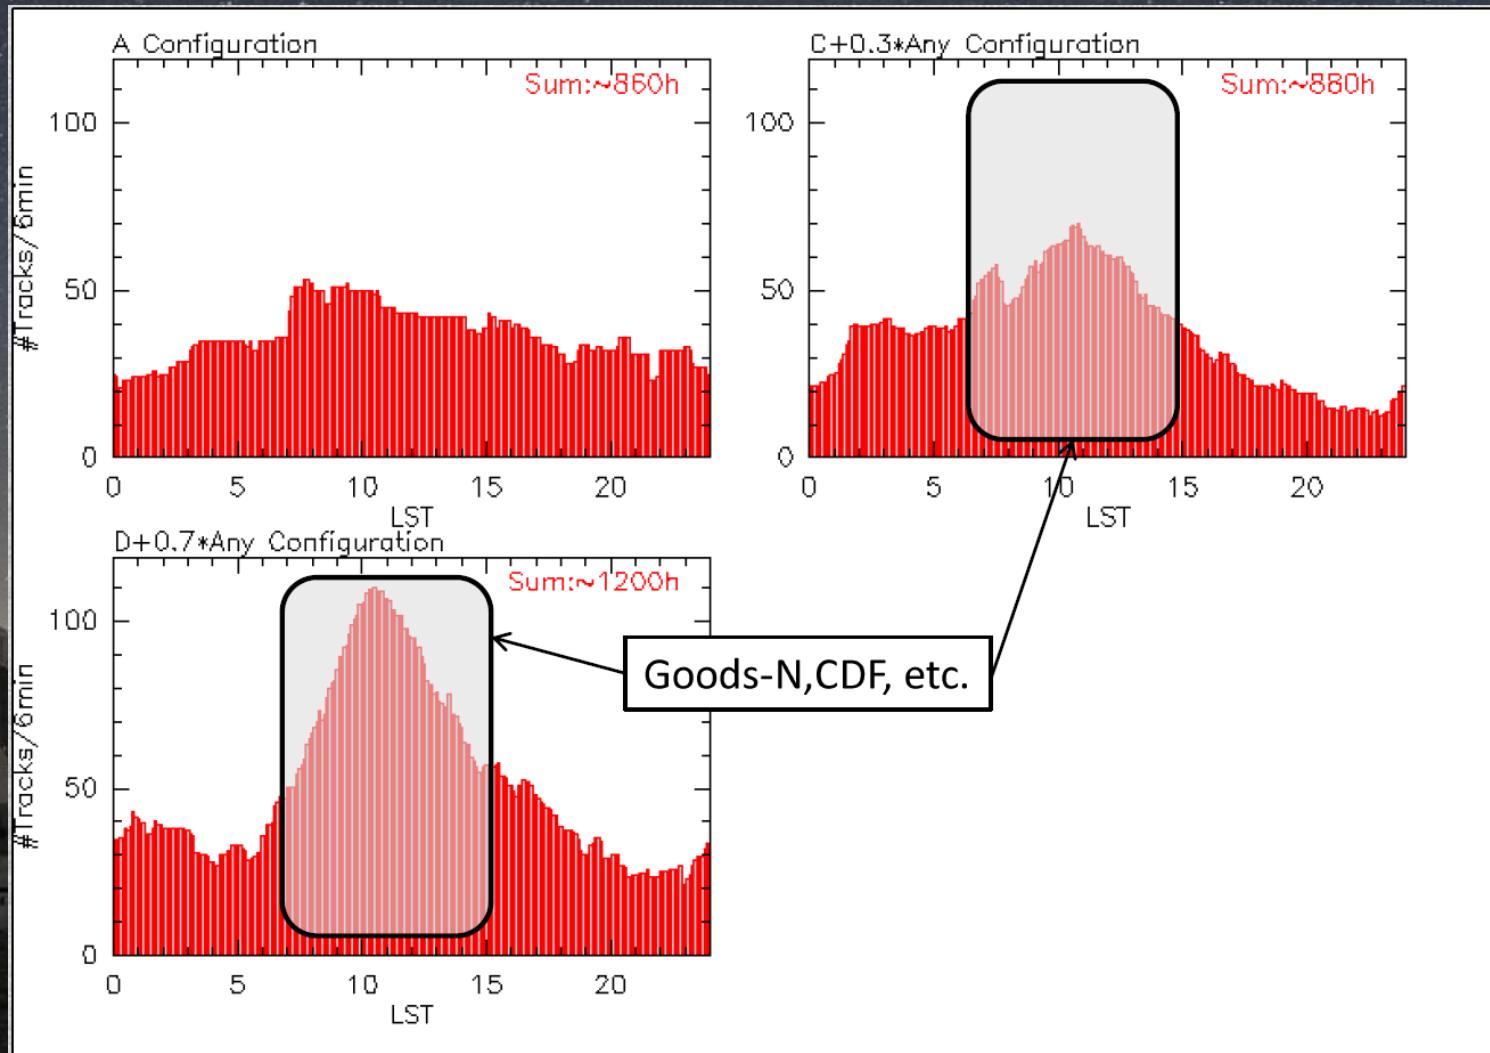 A Configuration
Sum:~860h
#Tracks/6min
100
50
0
0 5 10 15 20
LST
C+0.3*Any Configuration
Sum:~880h
100
50
0
0 5 10 15 20
LST
D+0.7*Any Configuration
Sum:~1200h
#Tracks/6min
100
50
0
0 5 10 15 20
LST
Goods-N,CDF, etc.